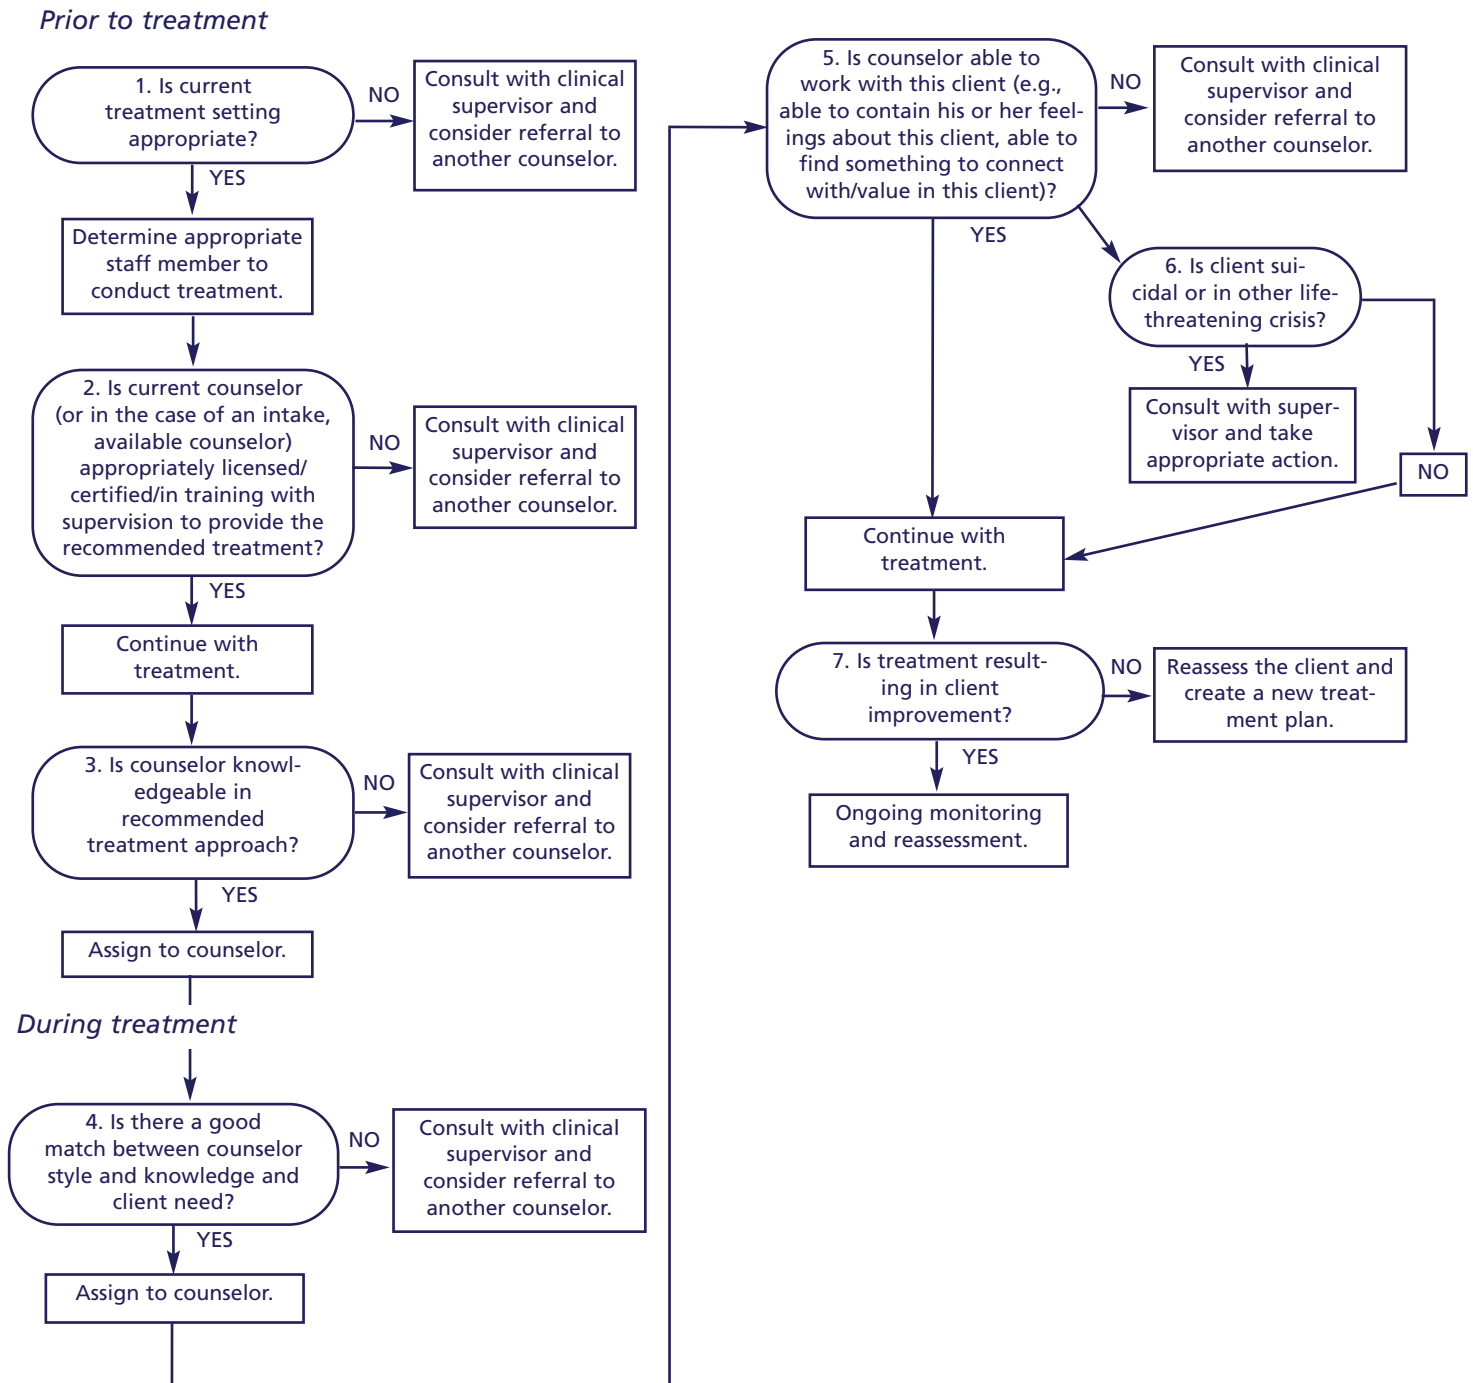 Prior to treatment
1. Is current
treatment setting
appropriate?
NO
Consult with clinical
supervisor and
consider referral to
another counselor.
YES
Determine appropriate
staff member to
conduct treatment.
2. Is current counselor
(or in the case of an intake,
available counselor)
appropriately licensed/
certified/in training with
supervision to provide the
recommended treatment?
NO
Consult with clinical
supervisor and
consider referral to
another counselor.
YES
Continue with
treatment.
3. Is counselor knowl-
edgeable in
recommended
treatment approach?
NO
Consult with clinical
supervisor and
consider referral to
another counselor.
YES
Assign to counselor.
During treatment
4. Is there a good
match between counselor
style and knowledge and
client need?
NO
Consult with clinical
supervisor and
consider referral to
another counselor.
YES
Assign to counselor.
5. Is counselor able to
work with this client (e.g.,
able to contain his or her feel-
ings about this client, able to
find something to connect
with/value in this client)?
NO
Consult with clinical
supervisor and
consider referral to
another counselor.
YES
6. Is client sui-
cidal or in other life-
threatening crisis?
YES
Consult with super-
visor and take
appropriate action.
NO
Continue with
treatment.
7. Is treatment result-
ing in client
improvement?
NO
Reassess the client and
create a new treat-
ment plan.
YES
Ongoing monitoring
and reassessment.